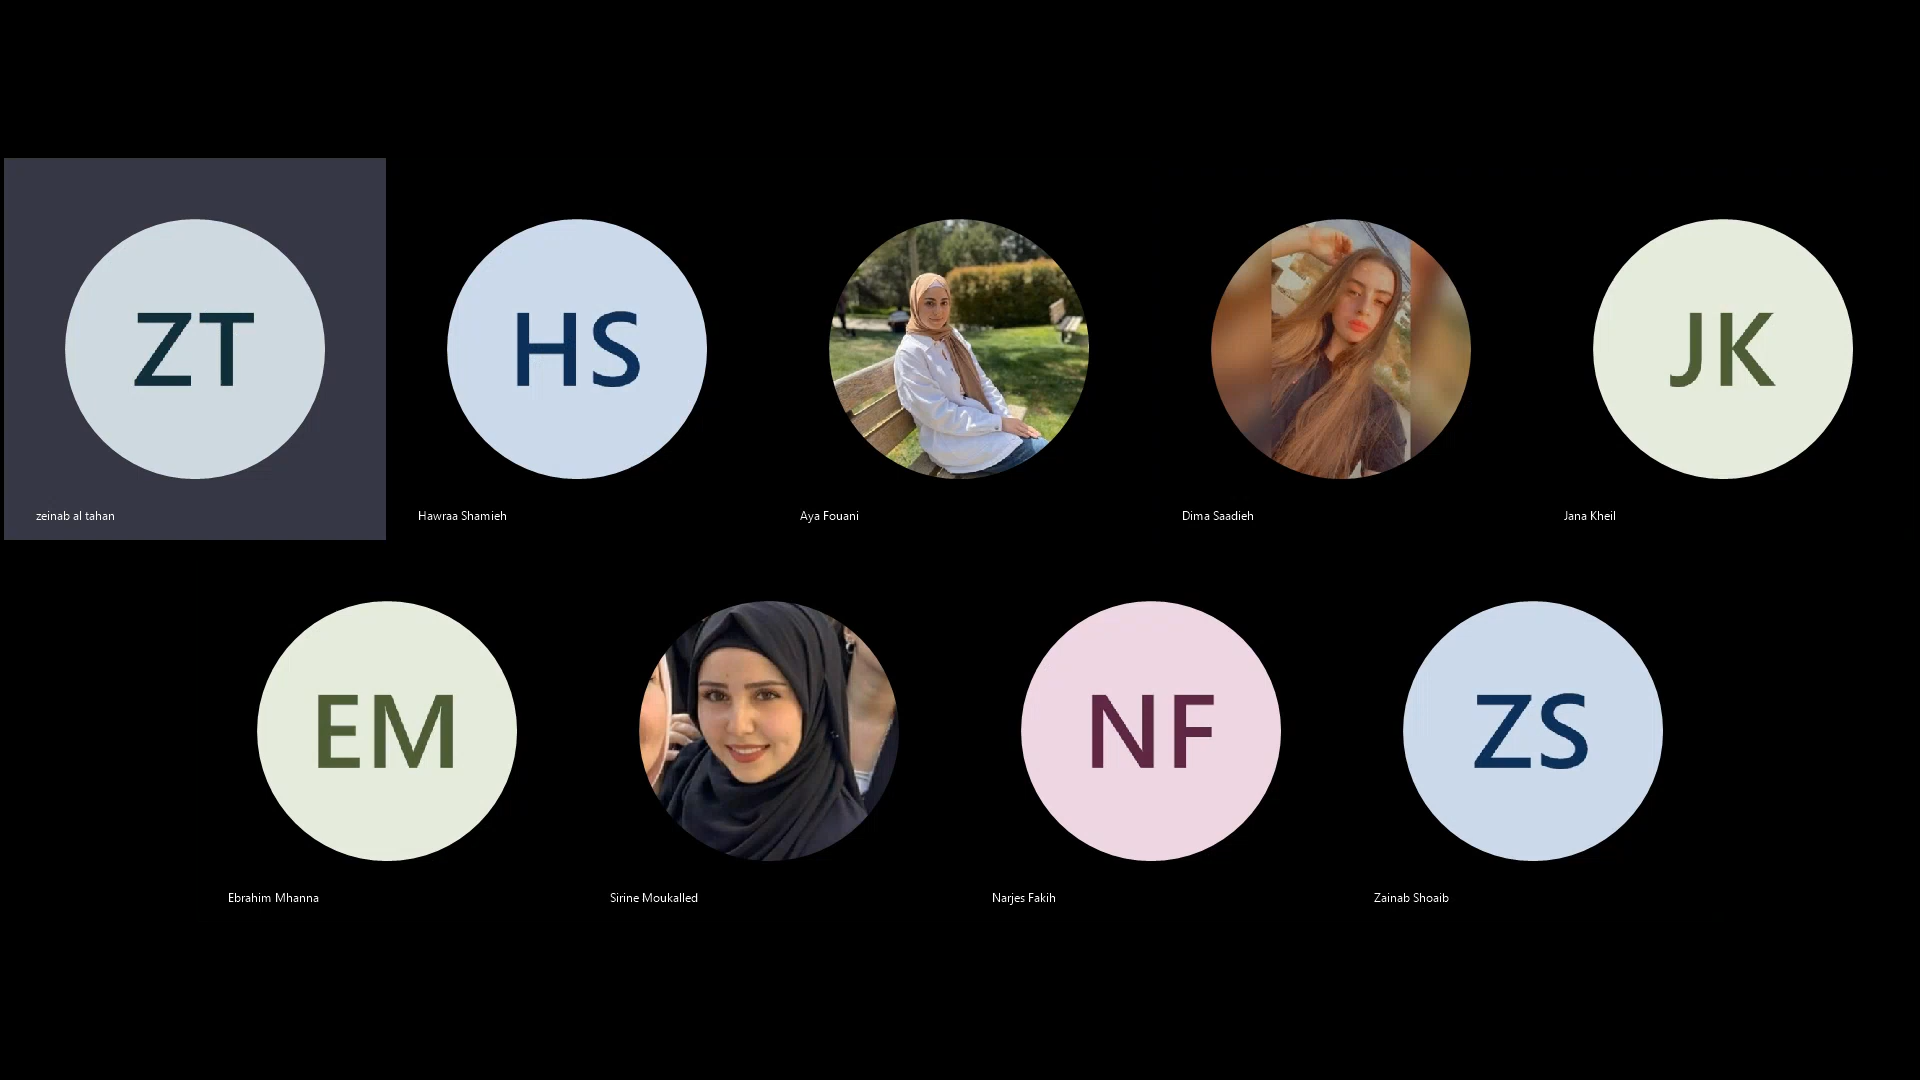 ZT
HS
JK
zeinab al tahan
Hawraa Shamieh
Aya Fouani
Dima Saadieh
Jana Kheil
EM
NF
ZS
Ebrahim Mhanna
Sirine Moukalled
Narjes Fakih
Zainab Shoaib